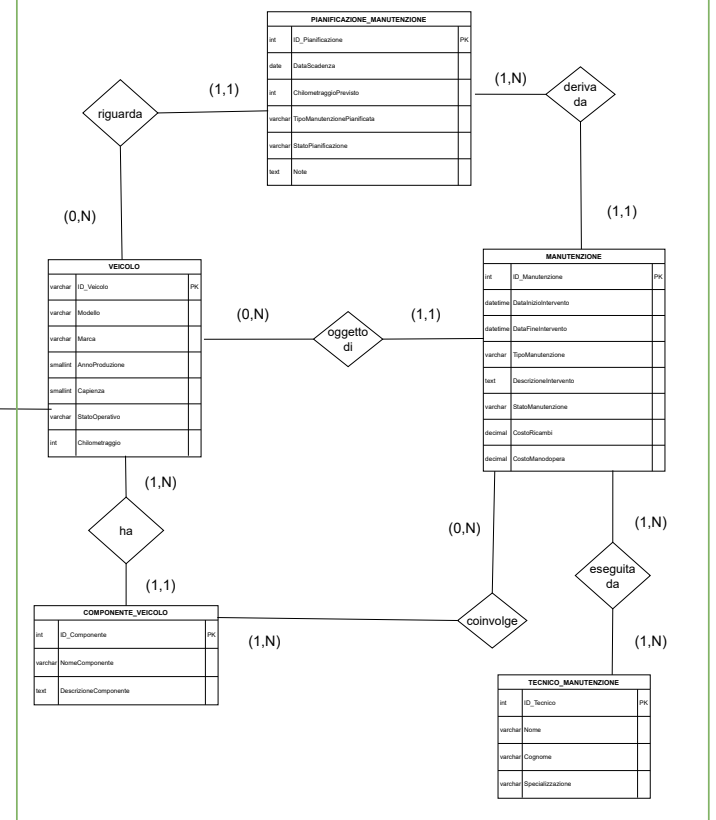 PIANIFICAZIONE_MANUTENZIONE
int ID_Pianificazione PK
date DataScadenza
int ChilometraggioPrevisto
varchar TipoManutenzionePianificata
varchar StatoPianificazione
text Note
riguarda
(1,1)
(1,N)
deriva
da
(0,N)
(1,1)
VEICOLO
varchar ID_Veicolo PK
varchar Modello
varchar Marca
smallint AnnoProduzione
smallint Capienza
varchar StatoOperativo
int Chilometraggio
(0,N)
oggetto
di
(1,1)
MANUTENZIONE
int ID_Manutenzione PK
datetime DataInizioIntervento
datetime DataFineIntervento
varchar TipoManutenzione
text DescrizioneIntervento
varchar StatoManutenzione
decimal CostoRicambi
decimal CostoManodopera
(1,N)
ha
(1,1)
(0,N)
(1,N)
eseguita
da
COMPONENTE_VEICOLO
int ID_Componente PK
varchar NomeComponente
text DescrizioneComponente
(1,N)
coinvolge
(1,N)
TECNICO_MANUTENZIONE
int ID_Tecnico PK
varchar Nome
varchar Cognome
varchar Specializzazione